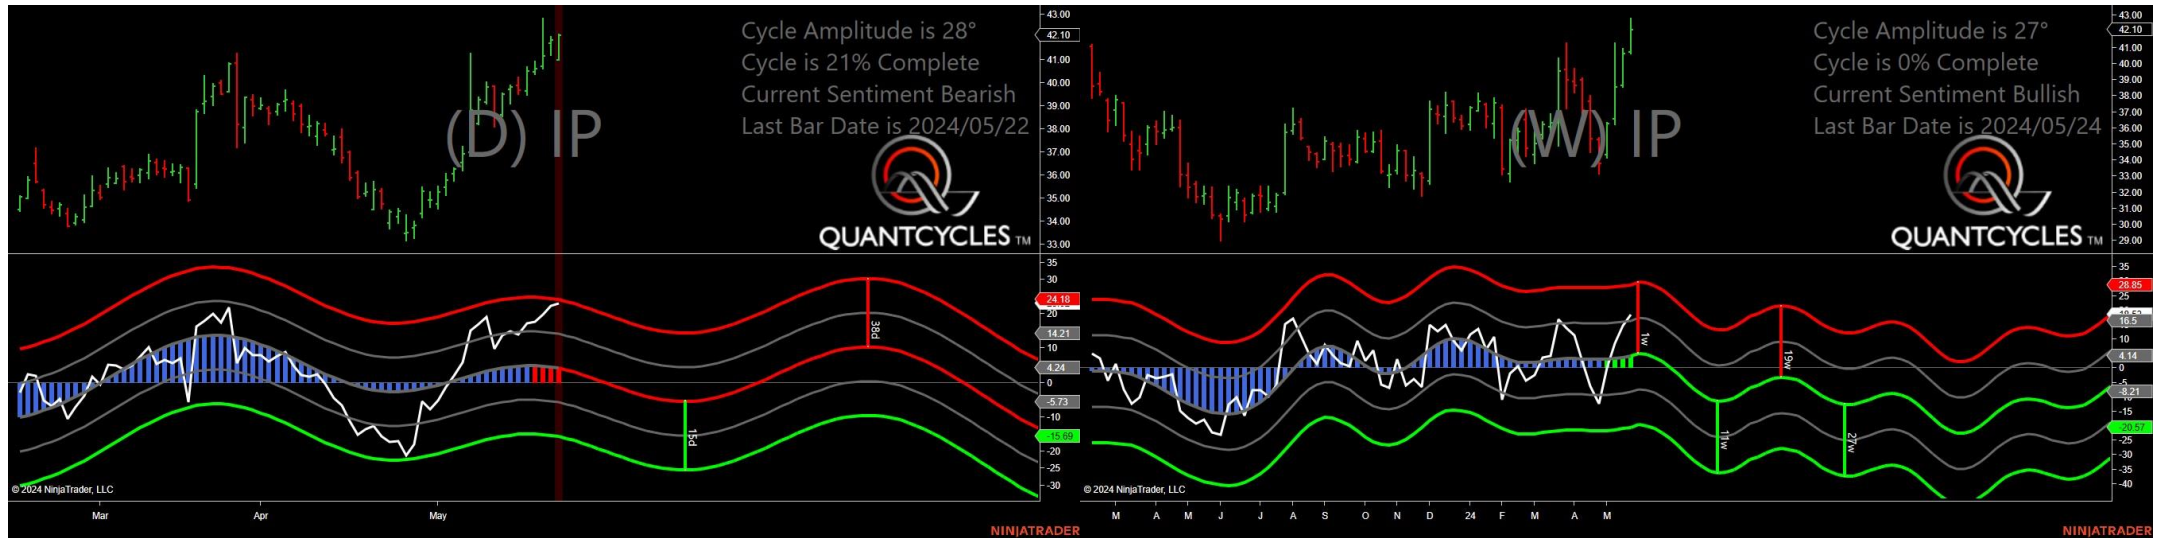 Cycle Amplitude is 28°
Cycle is 21% Complete
Current Sentiment Bearish
Last Bar Date is 2024/05/22
(D) IP
QUANTCYCLES TM
43.00
42.10
41.00
40.00
39.00
38.00
37.00
36.00
35.00
34.00
33.00
35
30
24.18
20
14.21
10
4.24
0
-5.73
-10
-15.69
-20
-25
-30
38d
15d
© 2024 NinjaTrader, LLC
Mar
Apr
May
NINJATRADER
Cycle Amplitude is 27°
Cycle is 0% Complete
Current Sentiment Bullish
Last Bar Date is 2024/05/24
(W) IP
QUANTCYCLES TM
43.00
42.10
41.00
40.00
39.00
38.00
37.00
36.00
35.00
34.00
33.00
32.00
31.00
30.00
29.00
35
28.85
25
16.5
10
4.14
0
-5
-8.21
-15
-20.57
-25
-30
-35
-40
1w
19w
11w
27w
© 2024 NinjaTrader, LLC
M A M J J A S O N D 24 F M A M
NINJATRADER